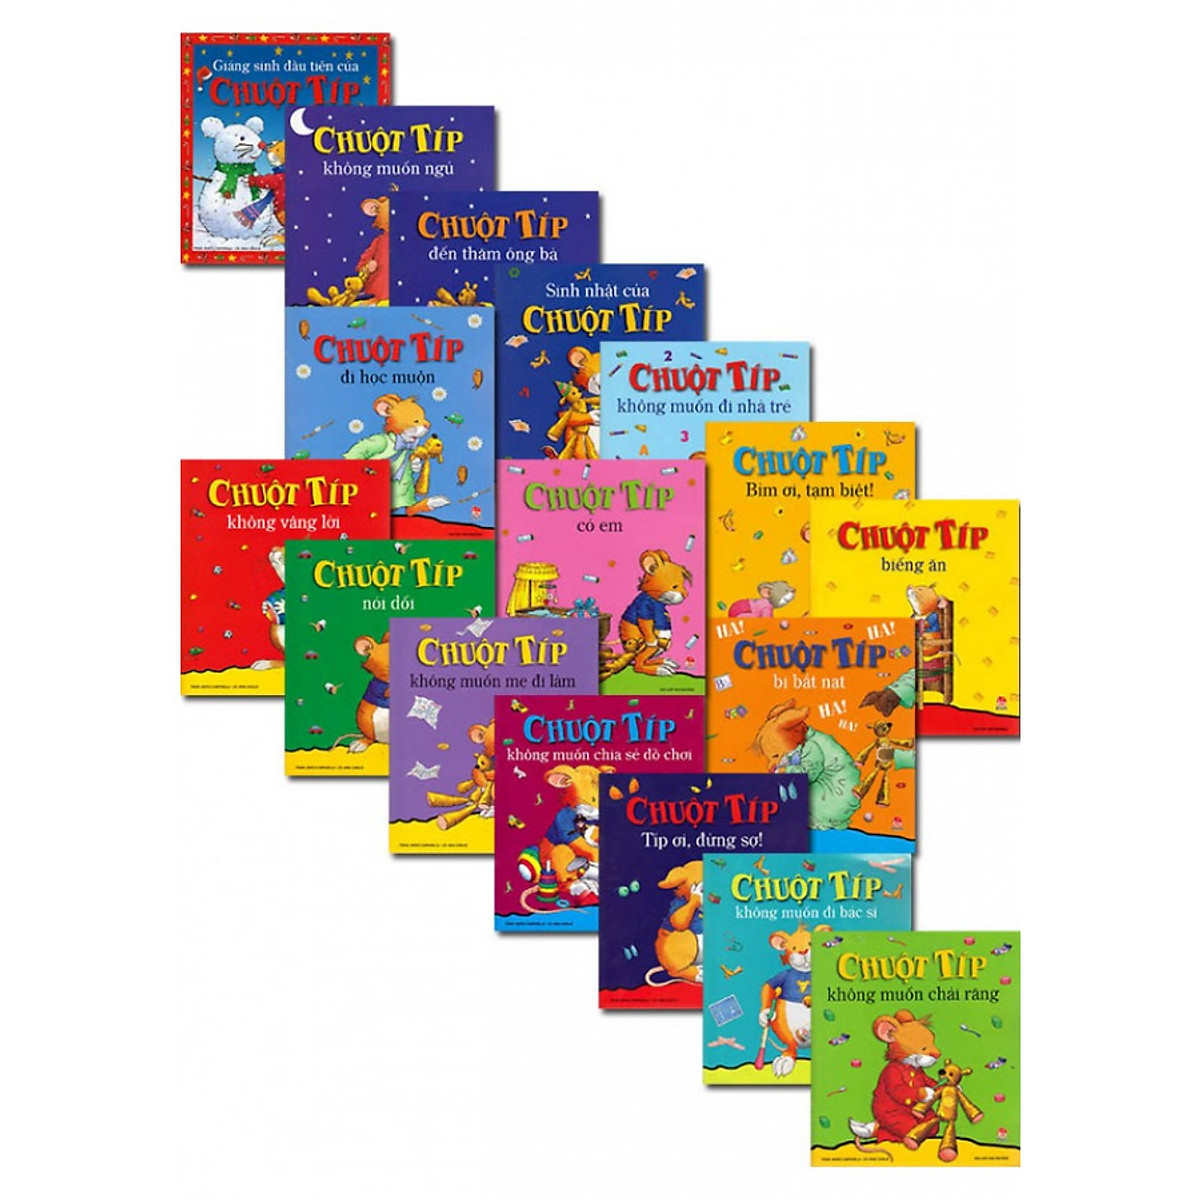 Giáng sinh đầu tiên của
CHUỘT TÍP
CHUỘT TÍP
không muốn ngủ
CHUỘT TÍP
đến thăm ông bà
Sinh nhật của
CHUỘT TÍP
CHUỘT TÍP
đi học muộn
2
CHUỘT TÍP
không muốn đi nhà trẻ
A
3
CHUỘT TÍP
Bim ơi, tạm biệt!
CHUỘT TÍP
không vâng lời
CHUỘT TÍP
có em
CHUỘT TÍP
biếng ăn
CHUỘT TÍP
nói dối
HA!
HA!
CHUỘT TÍP
bị bắt nạt
HA!
HA!
CHUỘT TÍP
không muốn mẹ đi làm
CHUỘT TÍP
không muốn chia sẻ đồ chơi
CHUỘT TÍP
Típ ơi, đừng sợ!
CHUỘT TÍP
không muốn đi bác sĩ
CHUỘT TÍP
không muốn chải răng